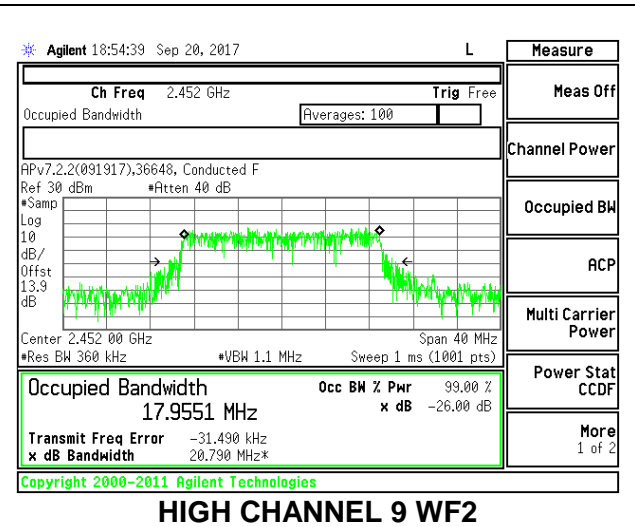 Agilent 18:54:39 Sep 20, 2017 L
Measure
Ch Freq 2.452 GHz Trig Free
Meas Off
Occupied Bandwidth Averages: 100
Channel Power
APv7.2.2(091917),36648, Conducted F
Ref 30 dBm #Atten 40 dB
#Samp
Log
10
dB/
Offst
13.9
dB
Occupied BW
ACP
Multi Carrier
Power
Center 2.452 00 GHz Span 40 MHz
#Res BW 360 kHz #VBW 1.1 MHz Sweep 1 ms (1001 pts)
Power Stat
CCDF
Occupied Bandwidth Occ BW % Pwr 99.00 %
17.9551 MHz x dB -26.00 dB
Transmit Freq Error -31.490 kHz
x dB Bandwidth 20.790 MHz*
More
1 of 2
Copyright 2000-2011 Agilent Technologies
HIGH CHANNEL 9 WF2